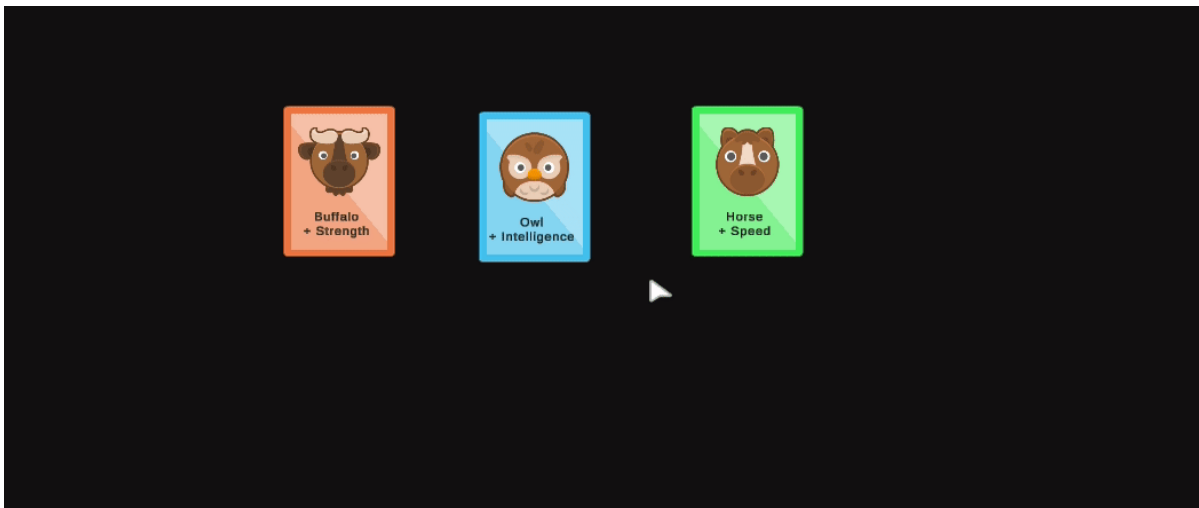 Buffalo
+ Strength
Owl
+ Intelligence
Horse
+ Speed